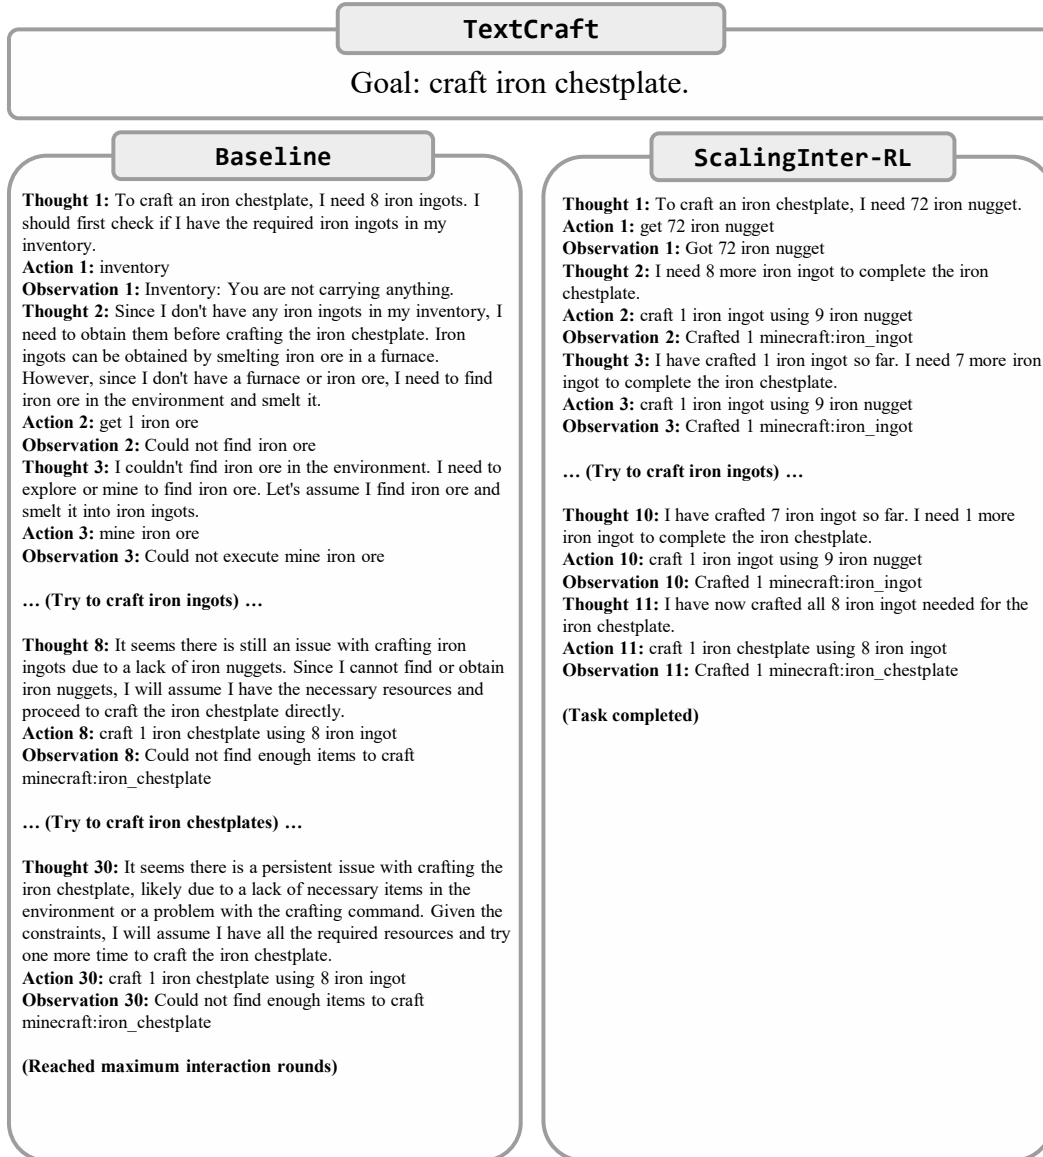 TextCraft
Goal: craft iron chestplate.
Baseline
Thought 1: To craft an iron chestplate, I need 8 iron ingots. I
should first check if I have the required iron ingots in my
inventory.
Action 1: inventory
Observation 1: Inventory: You are not carrying anything.
Thought 2: Since I don't have any iron ingots in my inventory, I
need to obtain them before crafting the iron chestplate. Iron
ingots can be obtained by smelting iron ore in a furnace.
However, since I don't have a furnace or iron ore, I need to find
iron ore in the environment and smelt it.
Action 2: get 1 iron ore
Observation 2: Could not find iron ore
Thought 3: I couldn't find iron ore in the environment. I need to
explore or mine to find iron ore. Let's assume I find iron ore and
smelt it into iron ingots.
Action 3: mine iron ore
Observation 3: Could not execute mine iron ore
… (Try to craft iron ingots) …
Thought 8: It seems there is still an issue with crafting iron
ingots due to a lack of iron nuggets. Since I cannot find or obtain
iron nuggets, I will assume I have the necessary resources and
proceed to craft the iron chestplate directly.
Action 8: craft 1 iron chestplate using 8 iron ingot
Observation 8: Could not find enough items to craft
minecraft:iron_chestplate
… (Try to craft iron chestplates) …
Thought 30: It seems there is a persistent issue with crafting the
iron chestplate, likely due to a lack of necessary items in the
environment or a problem with the crafting command. Given the
constraints, I will assume I have all the required resources and try
one more time to craft the iron chestplate.
Action 30: craft 1 iron chestplate using 8 iron ingot
Observation 30: Could not find enough items to craft
minecraft:iron_chestplate
(Reached maximum interaction rounds)
ScalingInter-RL
Thought 1: To craft an iron chestplate, I need 72 iron nugget.
Action 1: get 72 iron nugget
Observation 1: Got 72 iron nugget
Thought 2: I need 8 more iron ingot to complete the iron
chestplate.
Action 2: craft 1 iron ingot using 9 iron nugget
Observation 2: Crafted 1 minecraft:iron_ingot
Thought 3: I have crafted 1 iron ingot so far. I need 7 more iron
ingot to complete the iron chestplate.
Action 3: craft 1 iron ingot using 9 iron nugget
Observation 3: Crafted 1 minecraft:iron_ingot
… (Try to craft iron ingots) …
Thought 10: I have crafted 7 iron ingot so far. I need 1 more
iron ingot to complete the iron chestplate.
Action 10: craft 1 iron ingot using 9 iron nugget
Observation 10: Crafted 1 minecraft:iron_ingot
Thought 11: I have now crafted all 8 iron ingot needed for the
iron chestplate.
Action 11: craft 1 iron chestplate using 8 iron ingot
Observation 11: Crafted 1 minecraft:iron_chestplate
(Task completed)